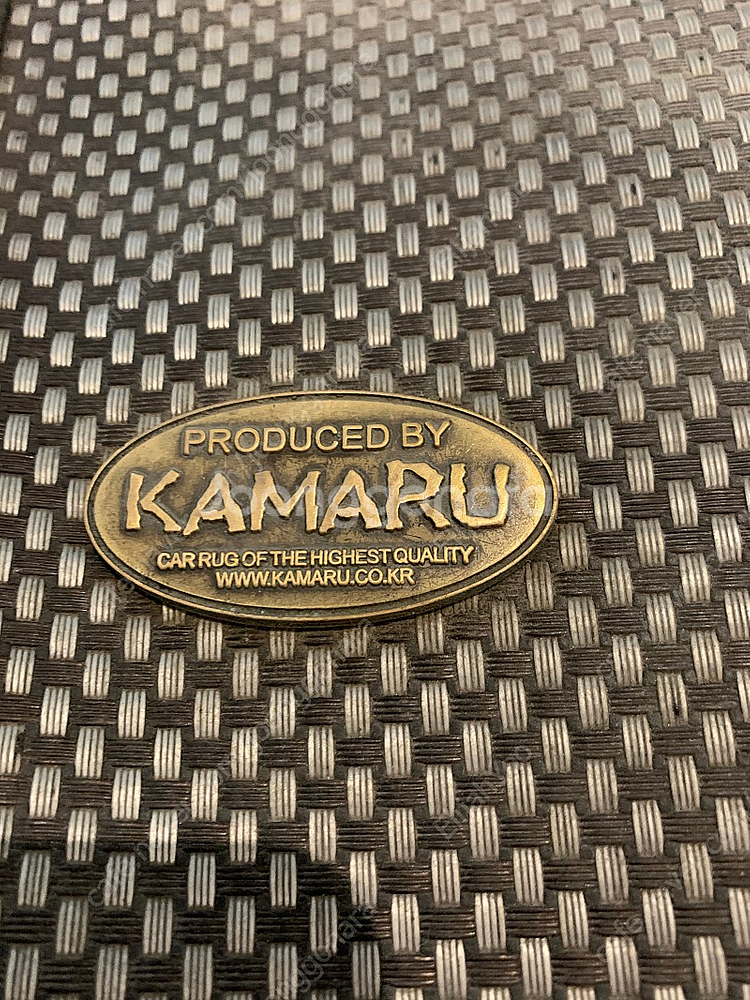 PRODUCED BY
KAMARU
CAR RUG OF THE HIGHEST QUALITY
WWW.KAMARU.CO.KR